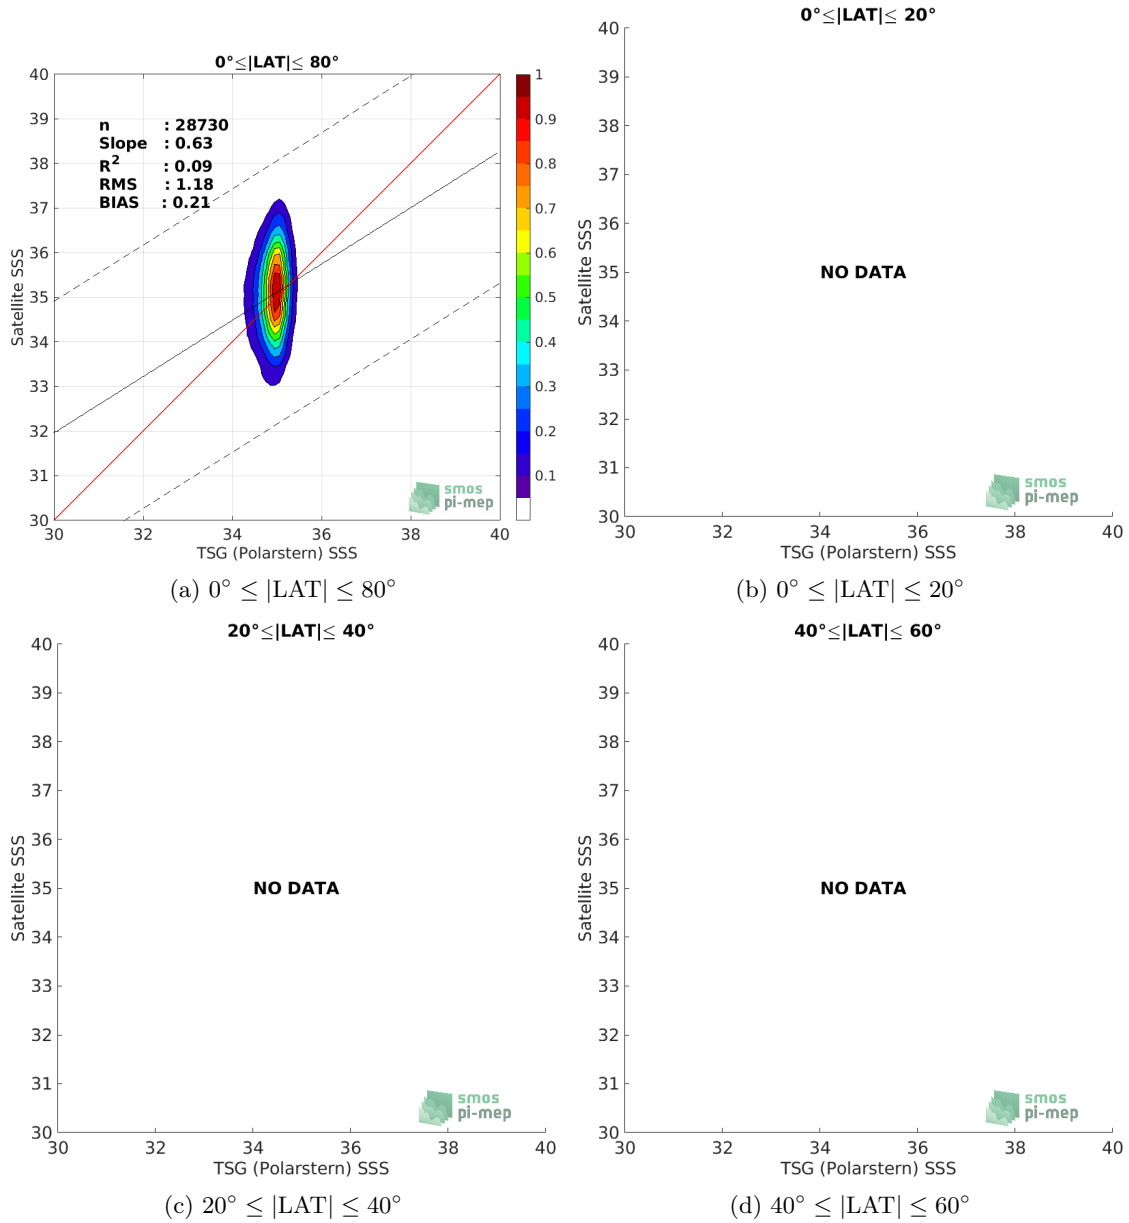 0°≤|LAT|≤ 80°
40
39
38
37
36
35
34
33
32
31
30
Satellite SSS
n : 28730
Slope : 0.63
R² : 0.09
RMS : 1.18
BIAS : 0.21
1
0.9
0.8
0.7
0.6
0.5
0.4
0.3
0.2
0.1
smos
pi-mep
30 32 34 36 38 40
TSG (Polarstern) SSS
(a) 0° ≤ |LAT| ≤ 80°
0°≤|LAT|≤ 20°
40
39
38
37
36
35
34
33
32
31
30
Satellite SSS
NO DATA
smos
pi-mep
30 32 34 36 38 40
TSG (Polarstern) SSS
(b) 0° ≤ |LAT| ≤ 20°
20°≤|LAT|≤ 40°
40
39
38
37
36
35
34
33
32
31
30
Satellite SSS
NO DATA
smos
pi-mep
30 32 34 36 38 40
TSG (Polarstern) SSS
(c) 20° ≤ |LAT| ≤ 40°
40°≤|LAT|≤ 60°
40
39
38
37
36
35
34
33
32
31
30
Satellite SSS
NO DATA
smos
pi-mep
30 32 34 36 38 40
TSG (Polarstern) SSS
(d) 40° ≤ |LAT| ≤ 60°